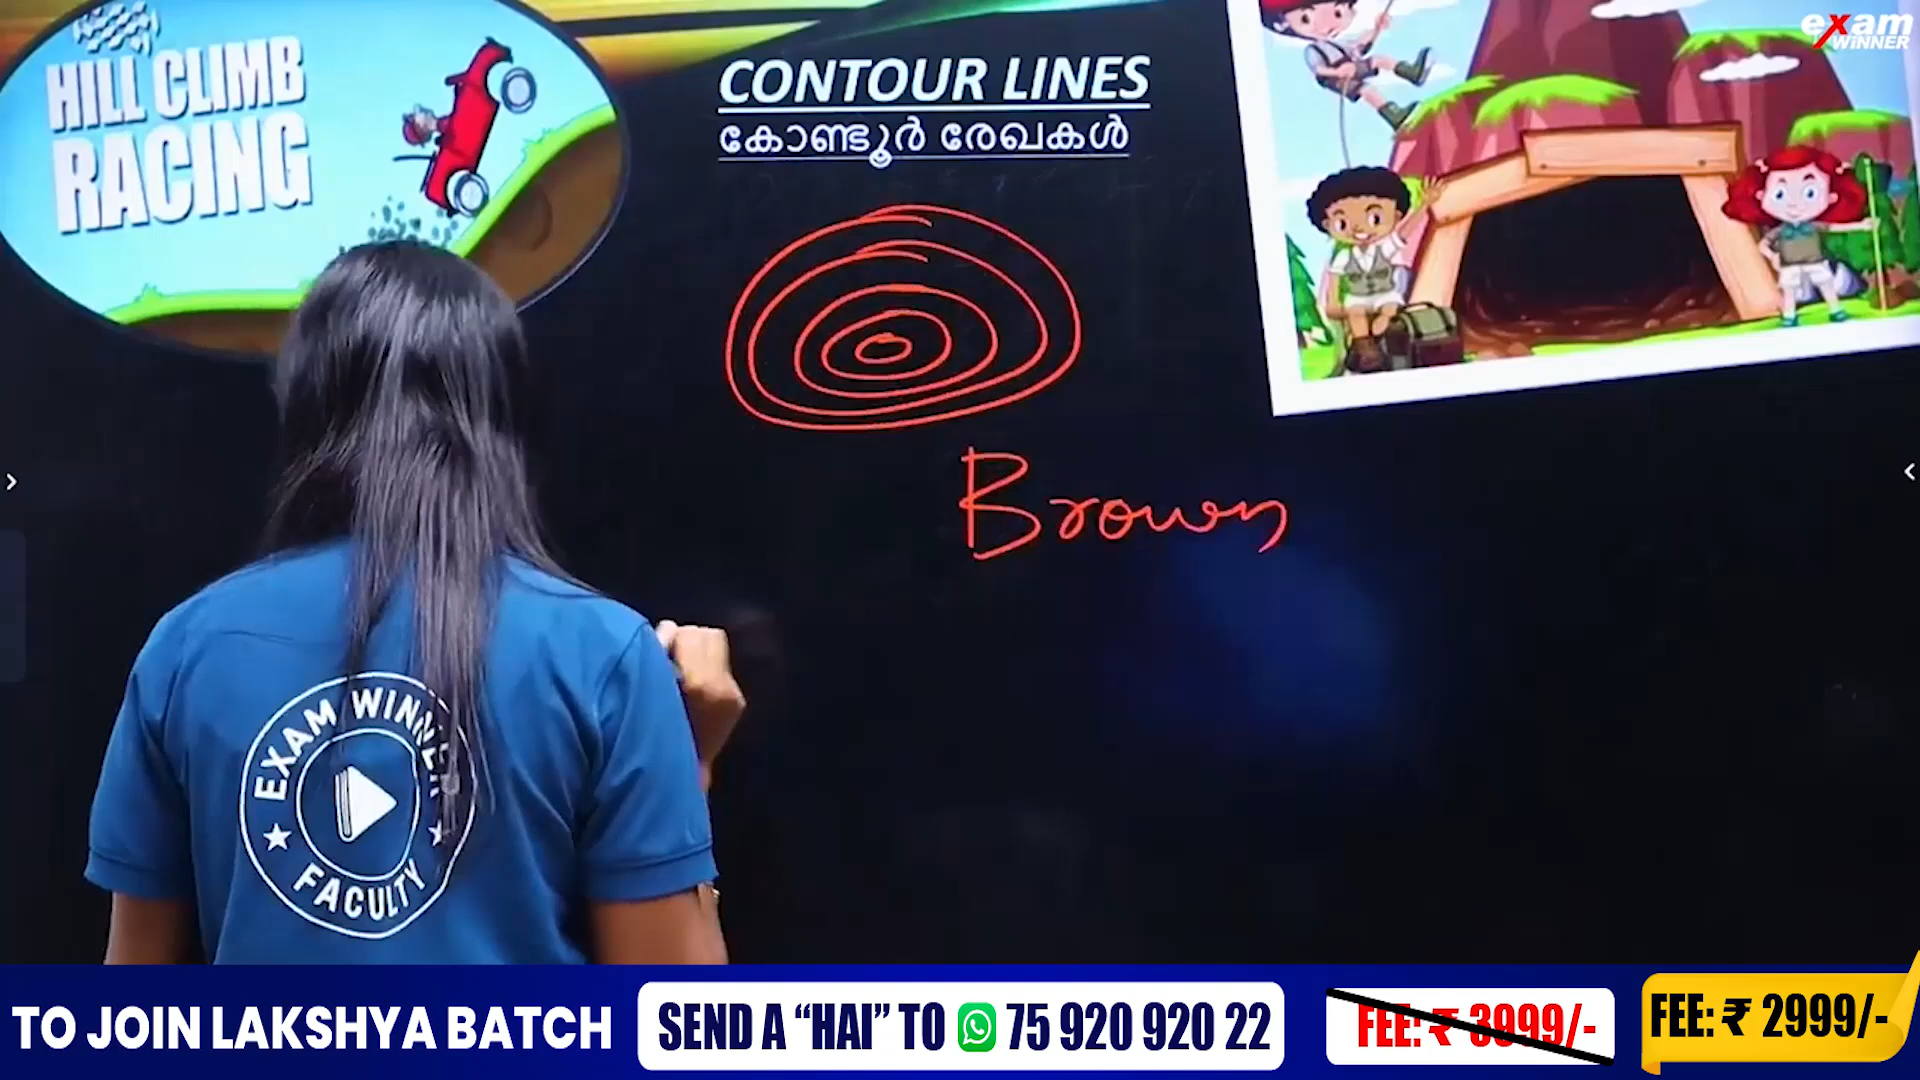 HILL CLIMB
RACING
CONTOUR LINES
കോണ്ടൂർ രേഖകൾ
exam
WINNER
Brown
EXAM WINNER
FACULTY
TO JOIN LAKSHYA BATCH
SEND A “HAI” TO 75 920 920 22
FEE: ₹ 3999/-
FEE: ₹ 2999/-